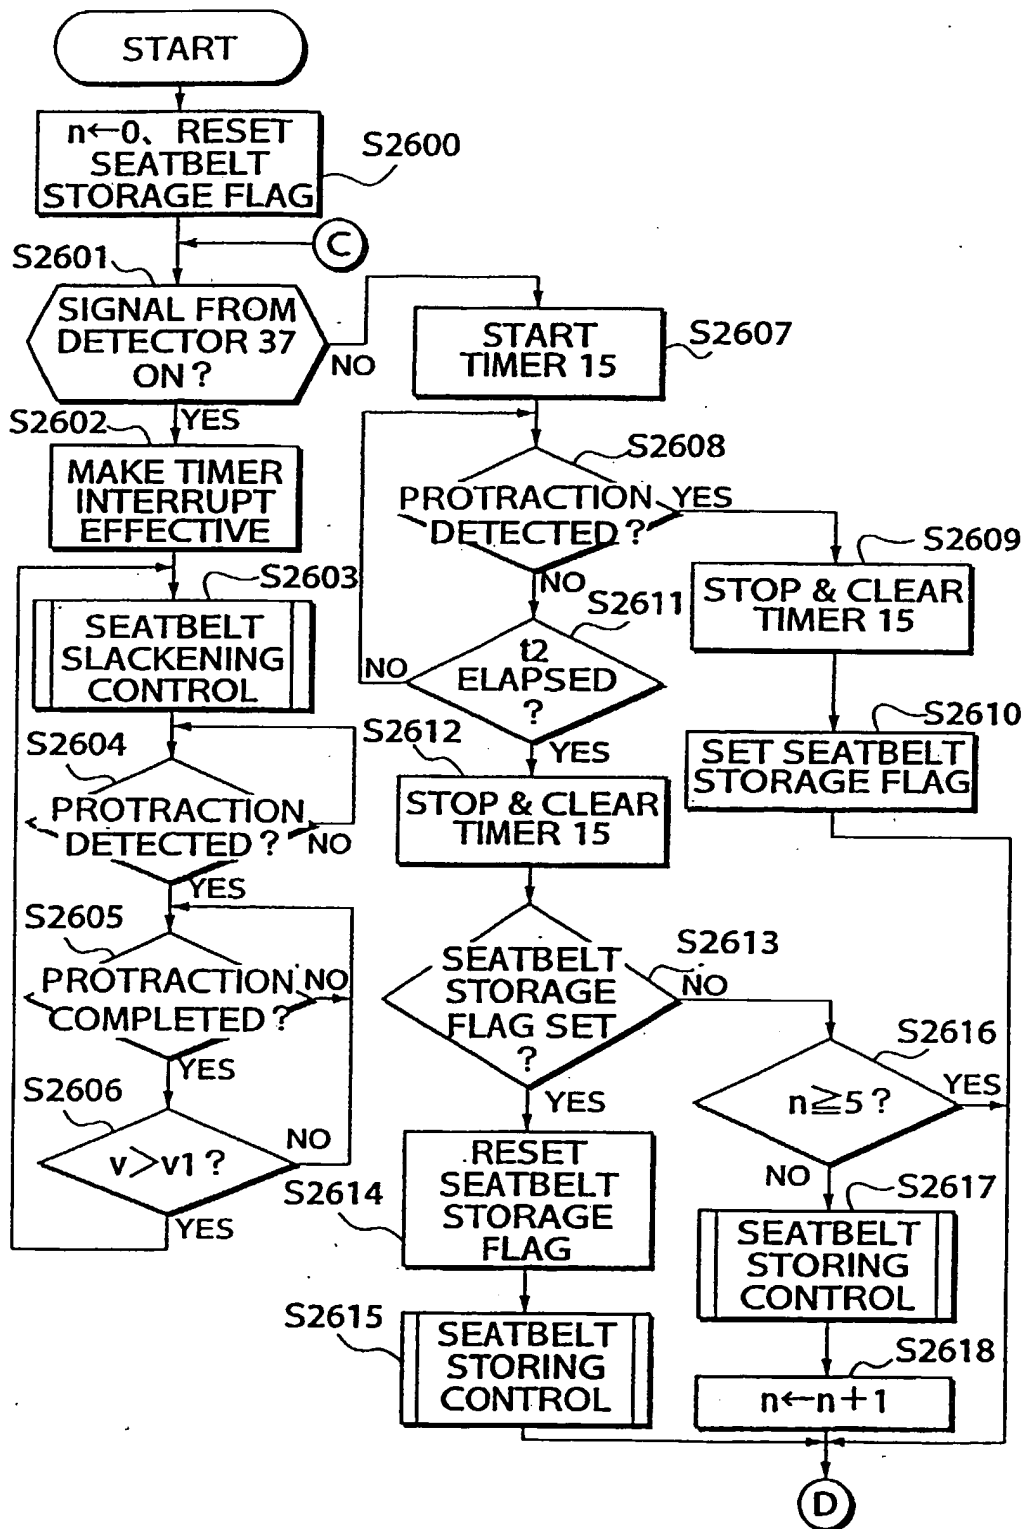 START
n←0、RESET
SEATBELT
STORAGE FLAG
S2600
C
S2601
SIGNAL FROM
DETECTOR 37
ON ?
NO
YES
S2602
MAKE TIMER
INTERRUPT
EFFECTIVE
S2603
SEATBELT
SLACKENING
CONTROL
S2604
PROTRACTION
DETECTED ?
NO
YES
S2605
PROTRACTION
COMPLETED ?
NO
YES
S2606
v>v1 ?
NO
YES
START
TIMER 15
S2607
S2608
PROTRACTION
DETECTED ?
YES
NO
S2609
STOP & CLEAR
TIMER 15
S2610
SET SEATBELT
STORAGE FLAG
S2611
t2
ELAPSED
?
NO
YES
S2612
STOP & CLEAR
TIMER 15
S2613
SEATBELT
STORAGE
FLAG SET
?
NO
YES
S2614
RESET
SEATBELT
STORAGE
FLAG
S2615
SEATBELT
STORING
CONTROL
S2616
n≧5 ?
YES
NO
S2617
SEATBELT
STORING
CONTROL
S2618
n←n+1
D